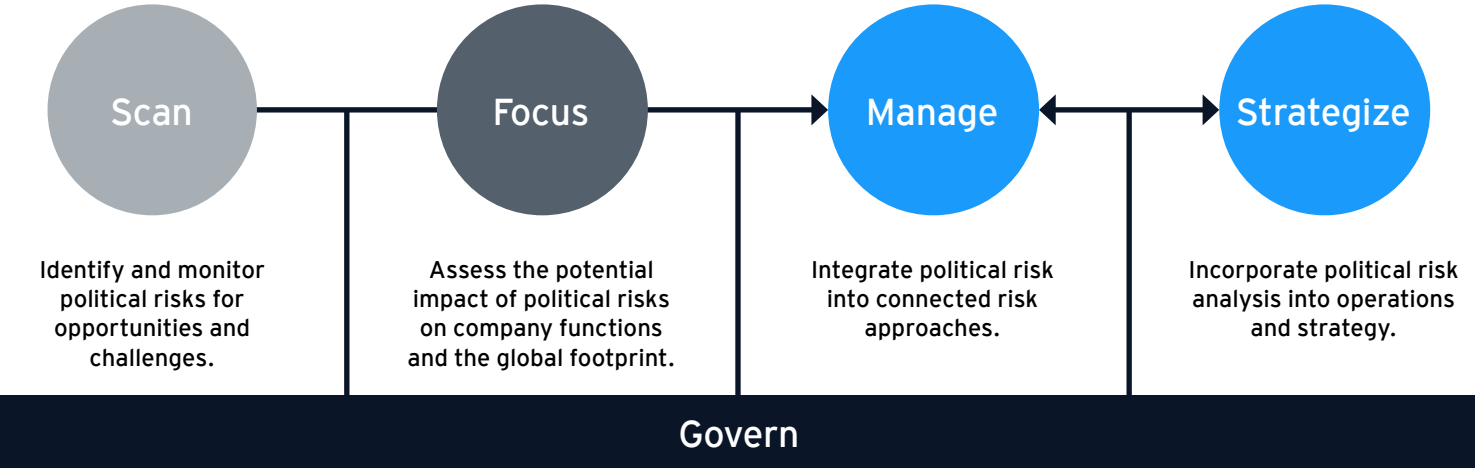 Scan
Focus
Manage
Strategize
Identify and monitor
political risks for
opportunities and
challenges.
Assess the potential
impact of political risks
on company functions
and the global footprint.
Integrate political risk
into connected risk
approaches.
Incorporate political risk
analysis into operations
and strategy.
Govern